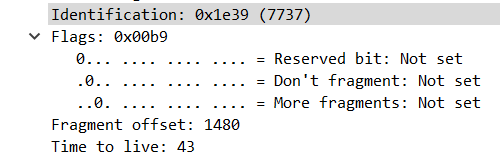 Identification: 0x1e39 (7737)
Flags: 0x00b9
0... .... .... .... = Reserved bit: Not set
.0.. .... .... .... = Don't fragment: Not set
..0. .... .... .... = More fragments: Not set
Fragment offset: 1480
Time to live: 43